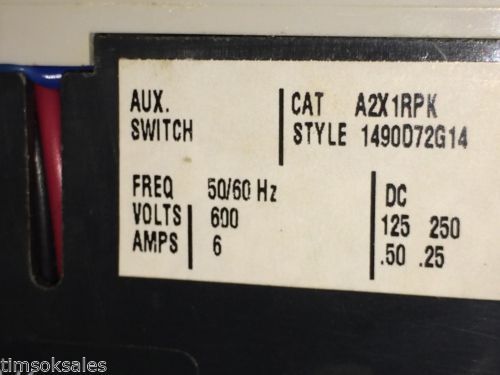 AUX. CAT A2X1RPK
SWITCH STYLE 1490D72G14
FREQ 50/60 Hz DC
VOLTS 600 125 250
AMPS 6 .50 .25
timsoksales